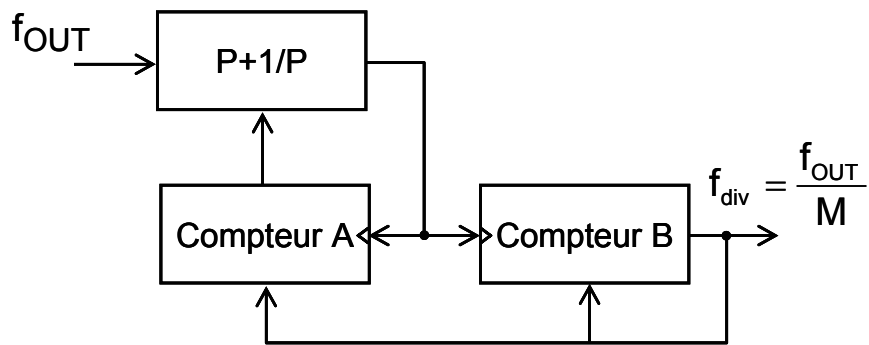 fOUT
P+1/P
Compteur A
Compteur B
fdiv = fOUT / M